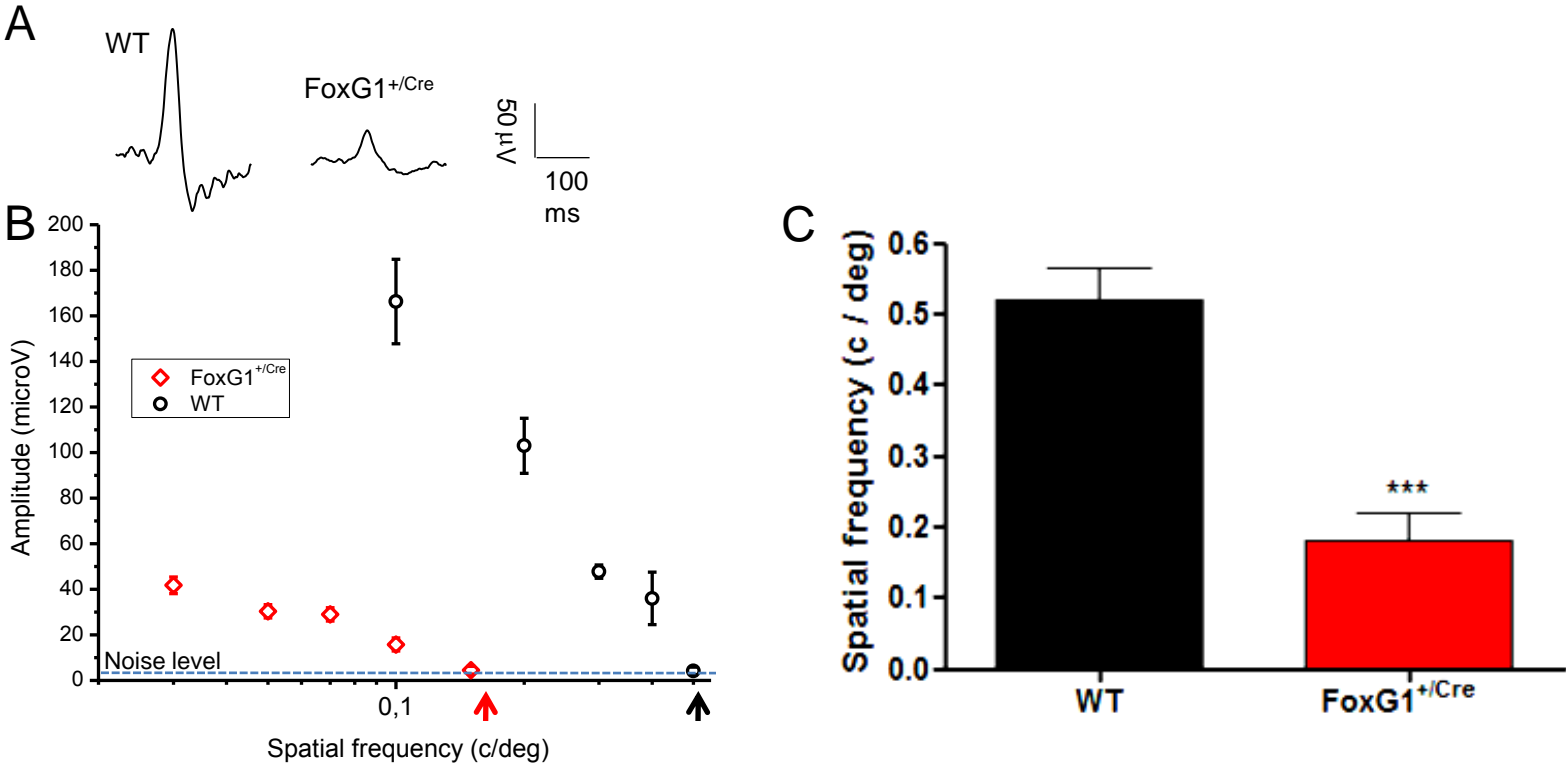 A
WT
FoxG1+/Cre
50 μV
100
ms
B
200
180
160
140
120
100
80
60
40
20
0
Amplitude (microV)
FoxG1+/Cre
WT
Noise level
0,1
Spatial frequency (c/deg)
C
Spatial frequency (c / deg)
0.6
0.5
0.4
0.3
0.2
0.1
0.0
***
WT
FoxG1+/Cre